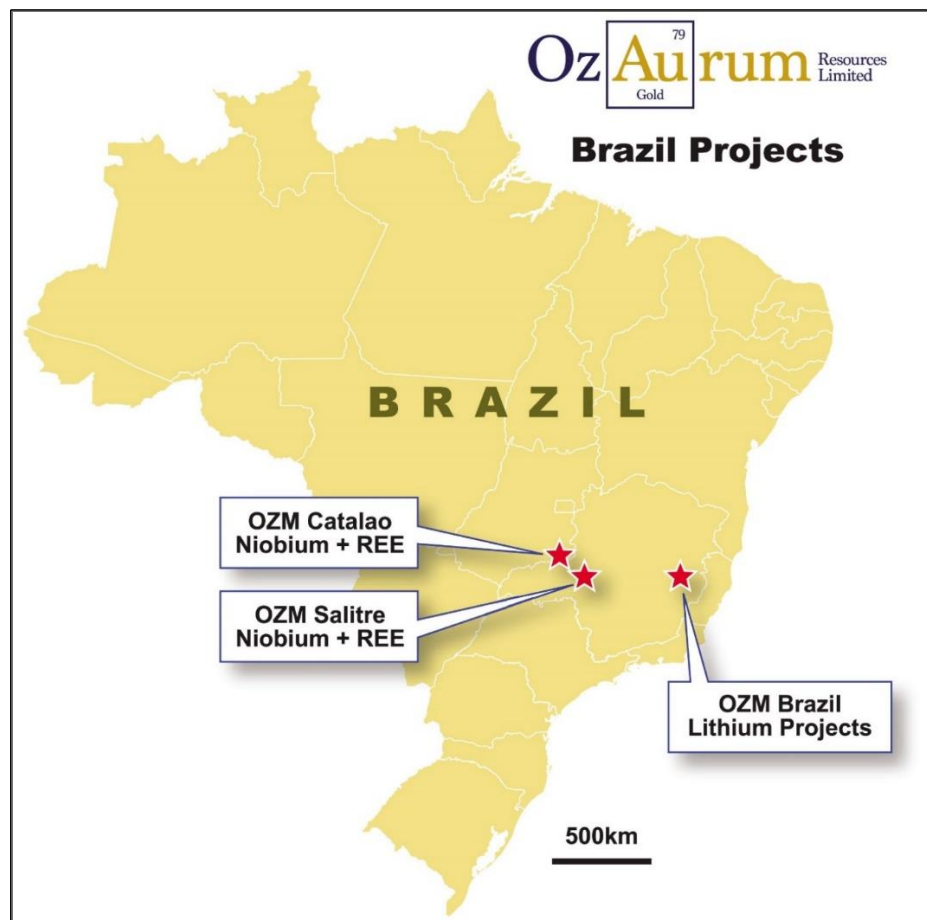 79
Oz Au rum Resources
Limited
Gold
Brazil Projects
BRAZIL
OZM Catalao
Niobium + REE
OZM Salitre
Niobium + REE
OZM Brazil
Lithium Projects
500km